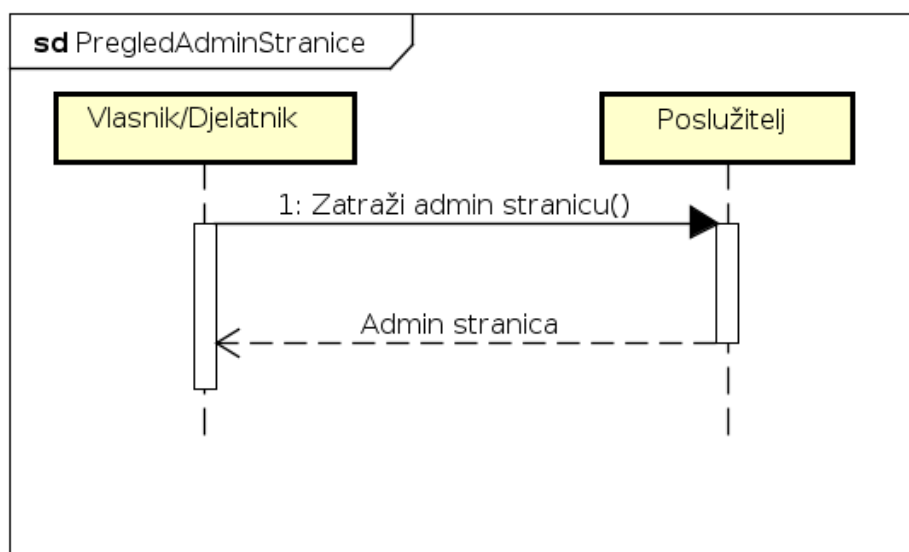 sd PregledAdminStranice
Vlasnik/Djelatnik
Poslužitelj
1: Zatraži admin stranicu()
Admin stranica